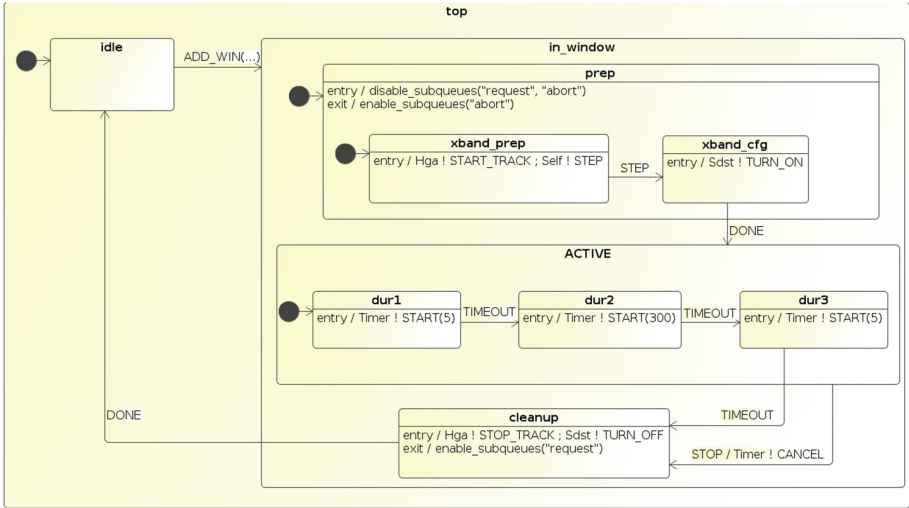 top
idle
ADD_WIN(...)
in_window
prep
entry / disable_subqueues("request", "abort")
exit / enable_subqueues("abort")
xband_prep
entry / Hga ! START_TRACK ; Self ! STEP
STEP
xband_cfg
entry / Sdst ! TURN_ON
DONE
ACTIVE
dur1
entry / Timer ! START(5)
TIMEOUT
dur2
entry / Timer ! START(300)
TIMEOUT
dur3
entry / Timer ! START(5)
DONE
cleanup
entry / Hga ! STOP_TRACK ; Sdst ! TURN_OFF
exit / enable_subqueues("request")
TIMEOUT
STOP / Timer ! CANCEL